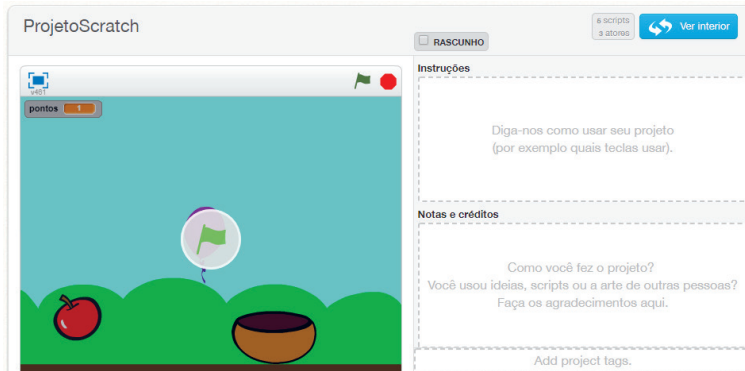 ProjetoScratch
RASCUNHO
6 scripts
3 atores
Ver interior
v461
pontos 1
Instruções
Diga-nos como usar seu projeto
(por exemplo quais teclas usar).
Notas e créditos
Como você fez o projeto?
Você usou ideias, scripts ou a arte de outras pessoas?
Faça os agradecimentos aqui.
Add project tags.